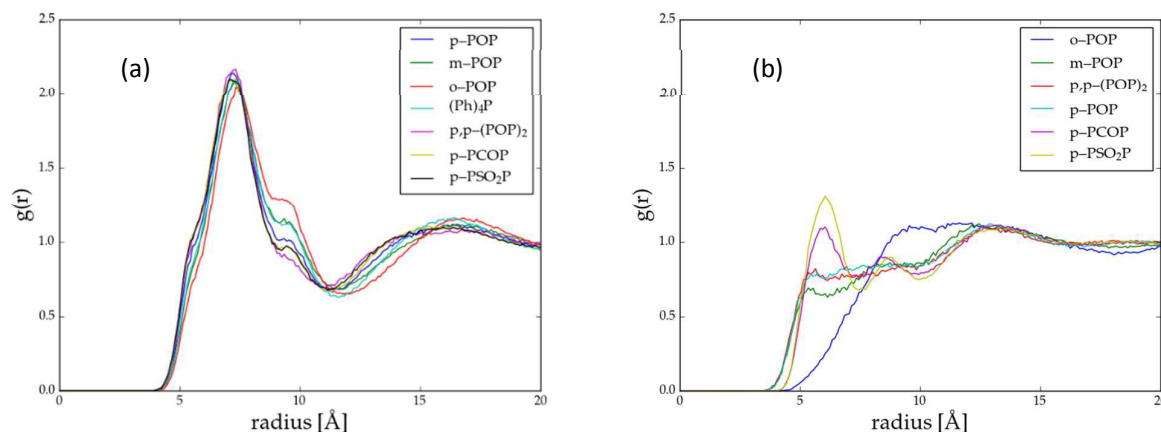 (a)
2.5
2.0
1.5
1.0
0.5
0.0
g(r)
0 5 10 15 20
radius [Å]
p–POP
m–POP
o–POP
(Ph)₄P
p,p–(POP)₂
p–PCOP
p–PSO₂P
(b)
2.5
2.0
1.5
1.0
0.5
0.0
g(r)
0 5 10 15 20
radius [Å]
o–POP
m–POP
p,p–(POP)₂
p–POP
p–PCOP
p–PSO₂P